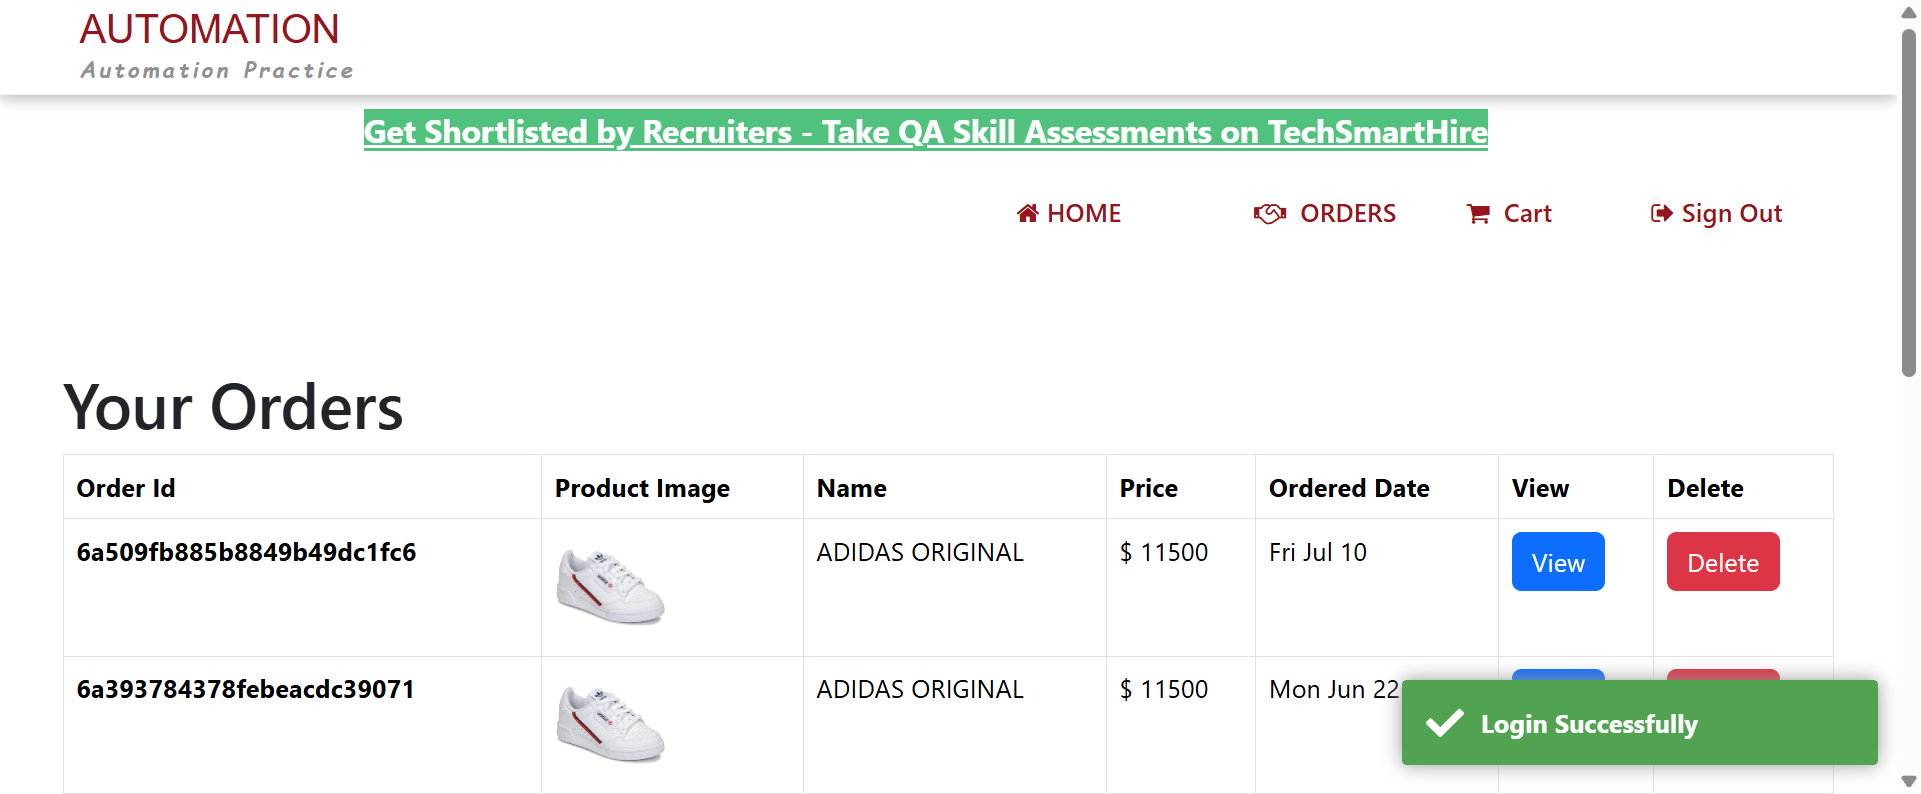 AUTOMATION
Automation Practice
Get Shortlisted by Recruiters - Take QA Skill Assessments on TechSmartHire
HOME ORDERS Cart Sign Out
Your Orders
Order Id Product Image Name Price Ordered Date View Delete
6a509fb885b8849b49dc1fc6 ADIDAS ORIGINAL $ 11500 Fri Jul 10 View Delete
6a393784378febeacdc39071 ADIDAS ORIGINAL $ 11500 Mon Jun 22
Login Successfully